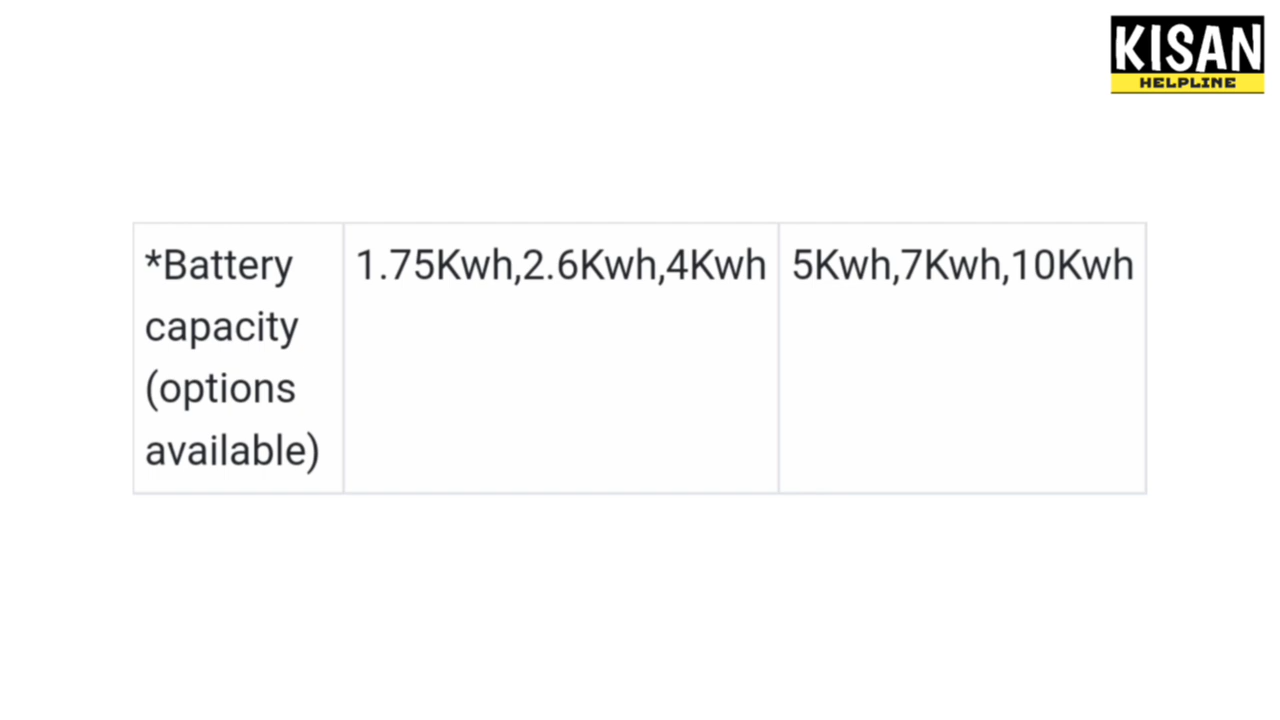 KISAN
HELPLINE
*Battery capacity (options available) 1.75Kwh,2.6Kwh,4Kwh 5Kwh,7Kwh,10Kwh